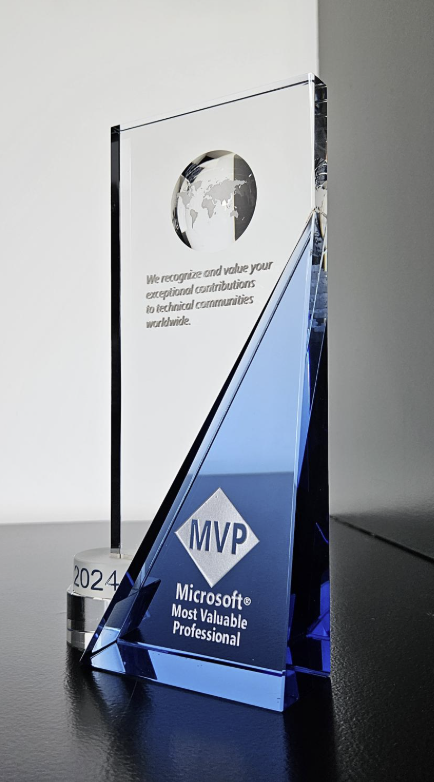 We recognize and value your
exceptional contributions
to technical communities
worldwide.
2024
MVP
Microsoft®
Most Valuable
Professional